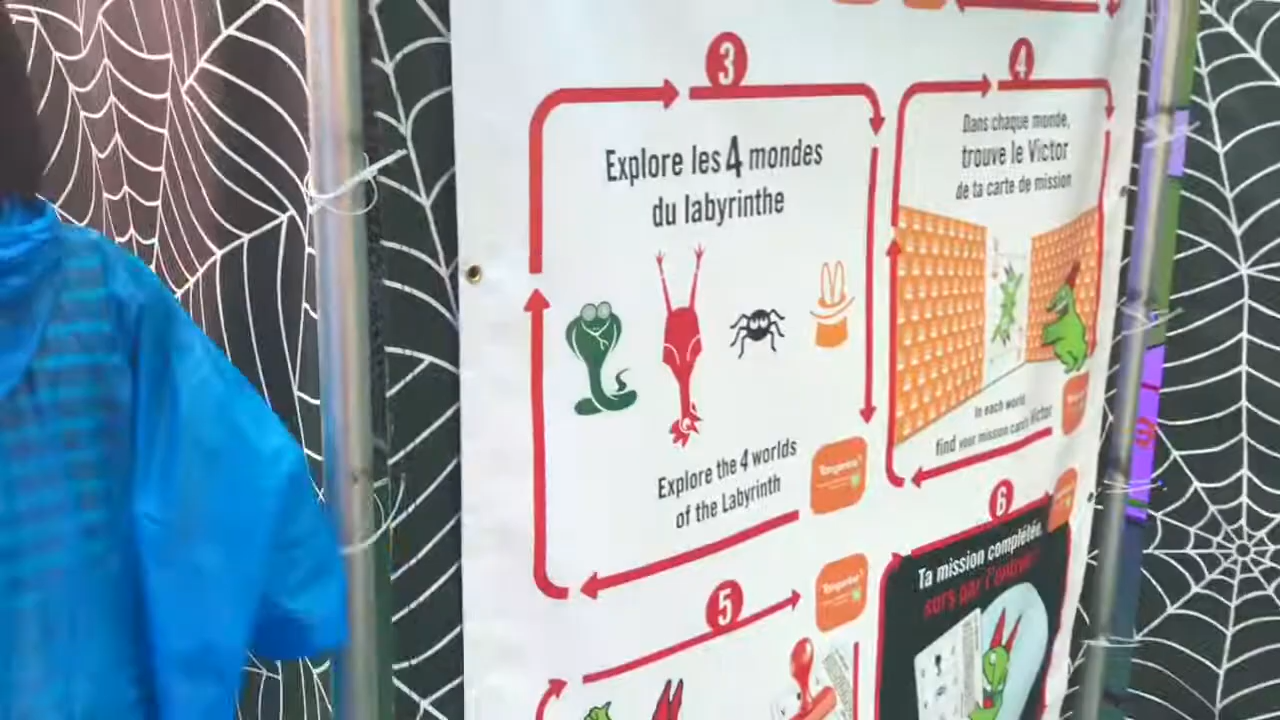 3
Explore les 4 mondes
du labyrinthe
Explore the 4 worlds
of the Labyrinth
4
Dans chaque monde,
trouve le Victor
de ta carte de mission
In each world
find your mission card's Victor
5
6
Ta mission complétée,
sors par l'entrée